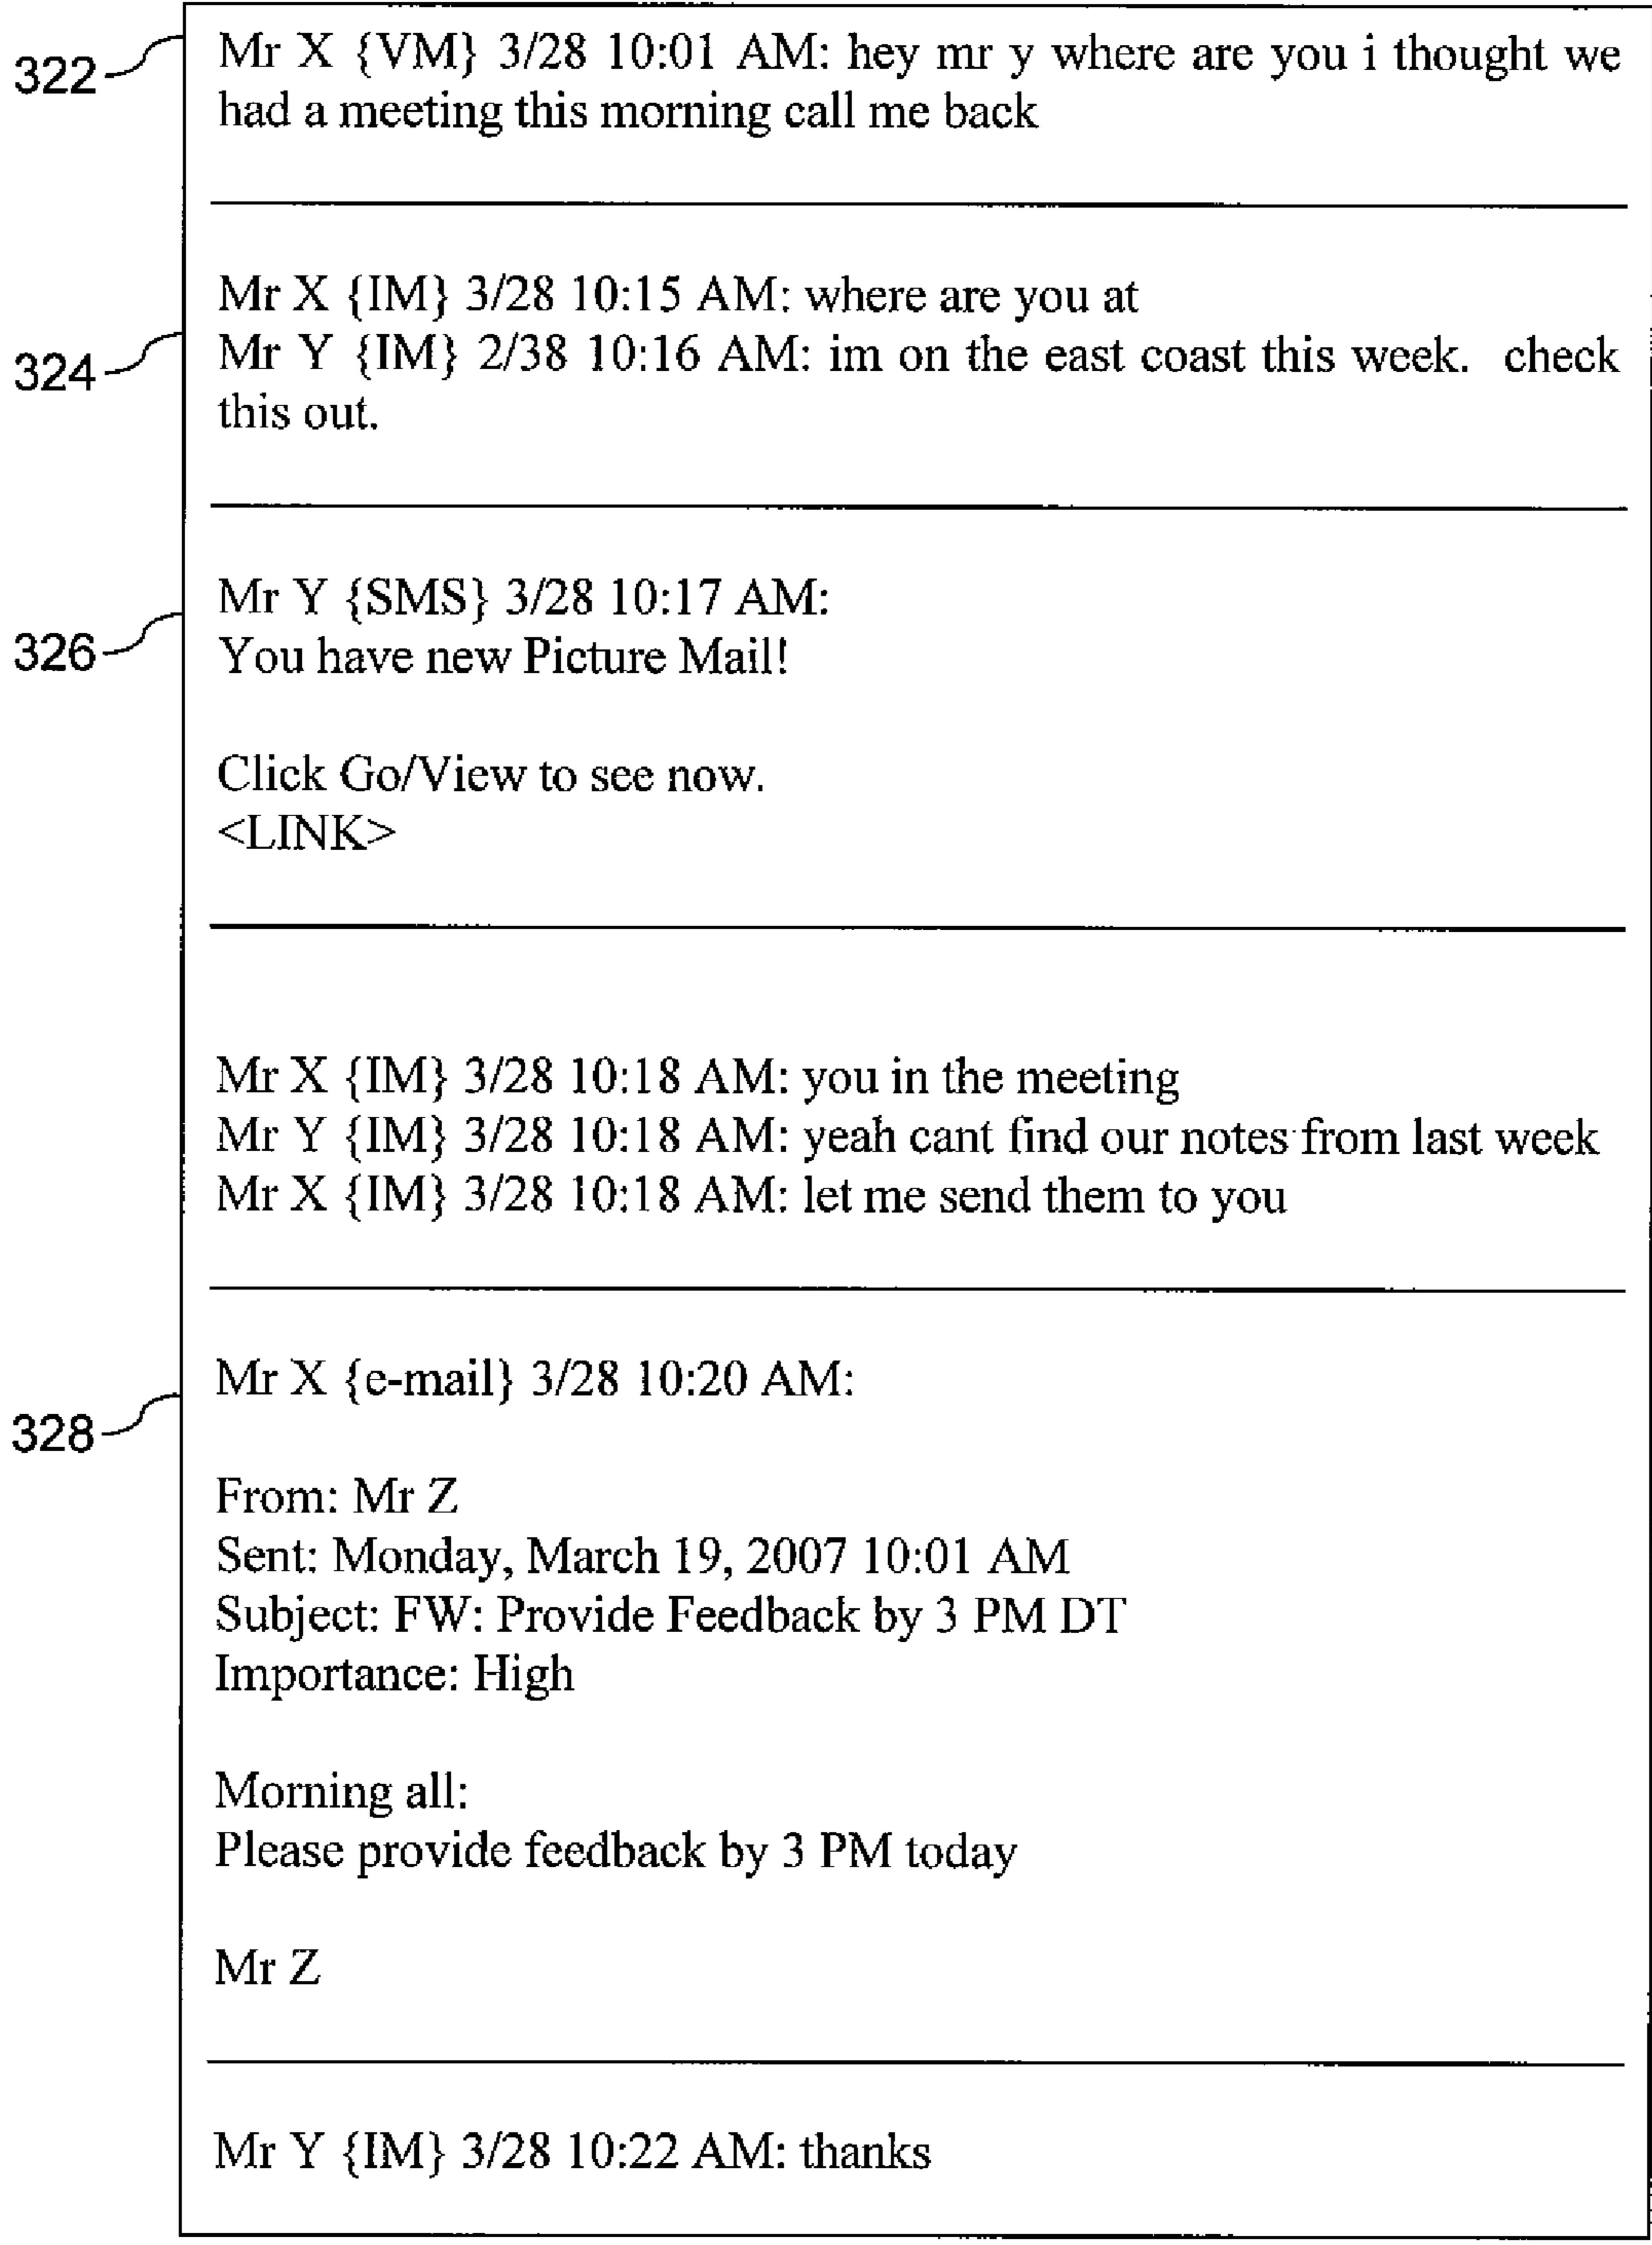 322
Mr X {VM} 3/28 10:01 AM: hey mr y where are you i thought we
had a meeting this morning call me back
Mr X {IM} 3/28 10:15 AM: where are you at
324
Mr Y {IM} 2/38 10:16 AM: im on the east coast this week. check
this out.
Mr Y {SMS} 3/28 10:17 AM:
326
You have new Picture Mail!
Click Go/View to see now.
<LINK>
Mr X {IM} 3/28 10:18 AM: you in the meeting
Mr Y {IM} 3/28 10:18 AM: yeah cant find our notes from last week
Mr X {IM} 3/28 10:18 AM: let me send them to you
Mr X {e-mail} 3/28 10:20 AM:
328
From: Mr Z
Sent: Monday, March 19, 2007 10:01 AM
Subject: FW: Provide Feedback by 3 PM DT
Importance: High
Morning all:
Please provide feedback by 3 PM today
Mr Z
Mr Y {IM} 3/28 10:22 AM: thanks